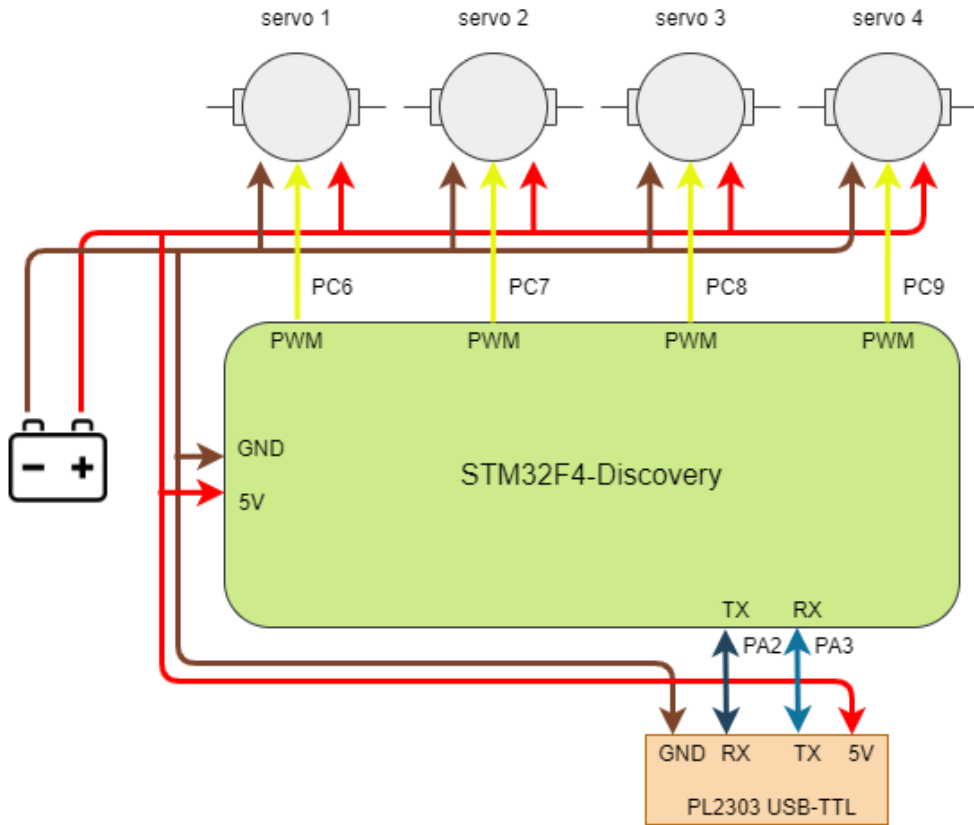 servo 1
servo 2
servo 3
servo 4
PC6
PC7
PC8
PC9
PWM
PWM
PWM
PWM
GND
STM32F4-Discovery
5V
TX
RX
PA2
PA3
GND
RX
TX
5V
PL2303 USB-TTL